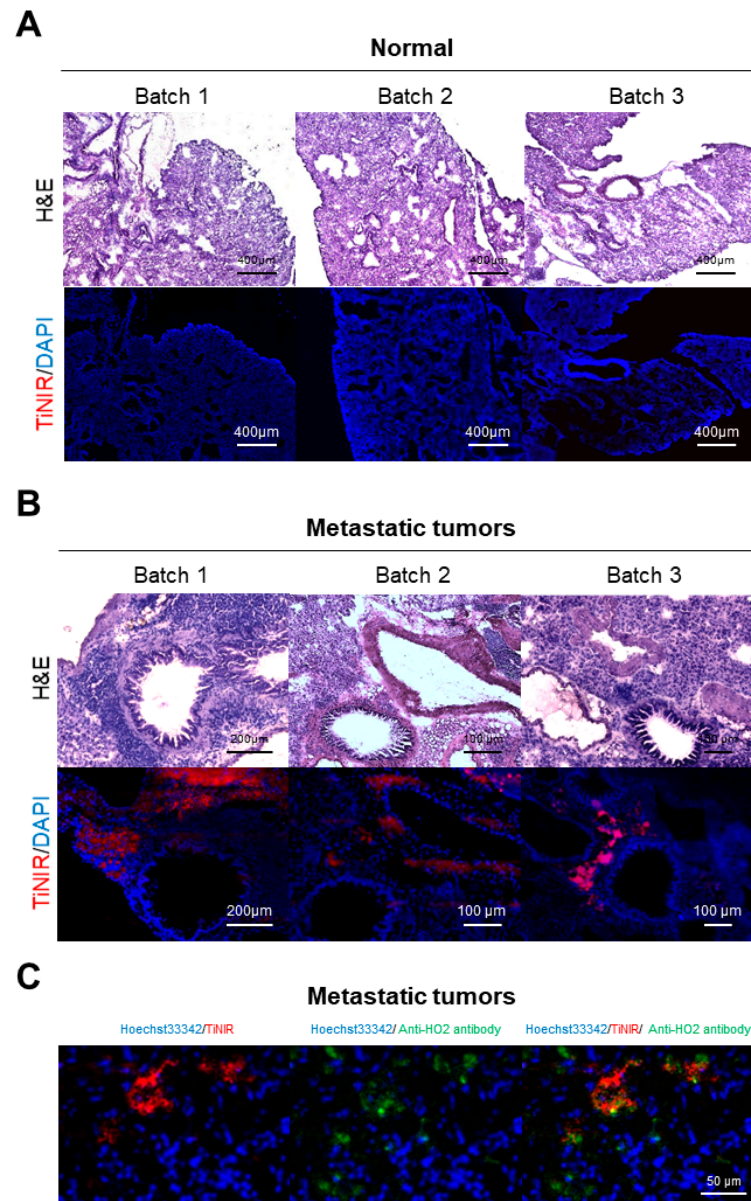 A
Normal
Batch 1 Batch 2 Batch 3
H&E
400µm 400µm 400µm
TiNIR/DAPI
400µm 400µm 400µm
B
Metastatic tumors
Batch 1 Batch 2 Batch 3
H&E
200µm 100 µm
TiNIR/DAPI
200µm 100 µm 100 µm
C
Metastatic tumors
Hoechst33342/TiNIR Hoechst33342/ Anti-HO2 antibody Hoechst33342/TiNIR/ Anti-HO2 antibody
50 µm